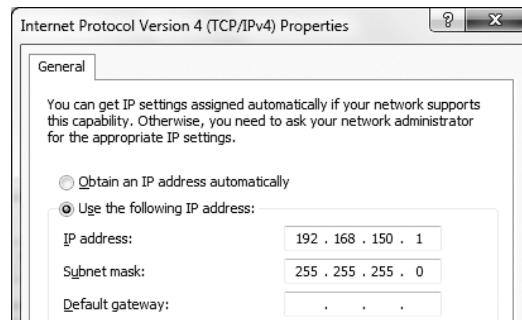 Internet Protocol Version 4 (TCP/IPv4) Properties ? X
General
You can get IP settings assigned automatically if your network supports
this capability. Otherwise, you need to ask your network administrator
for the appropriate IP settings.
Obtain an IP address automatically
Use the following IP address:
IP address: 192 . 168 . 150 . 1
Subnet mask: 255 . 255 . 255 . 0
Default gateway: . . .